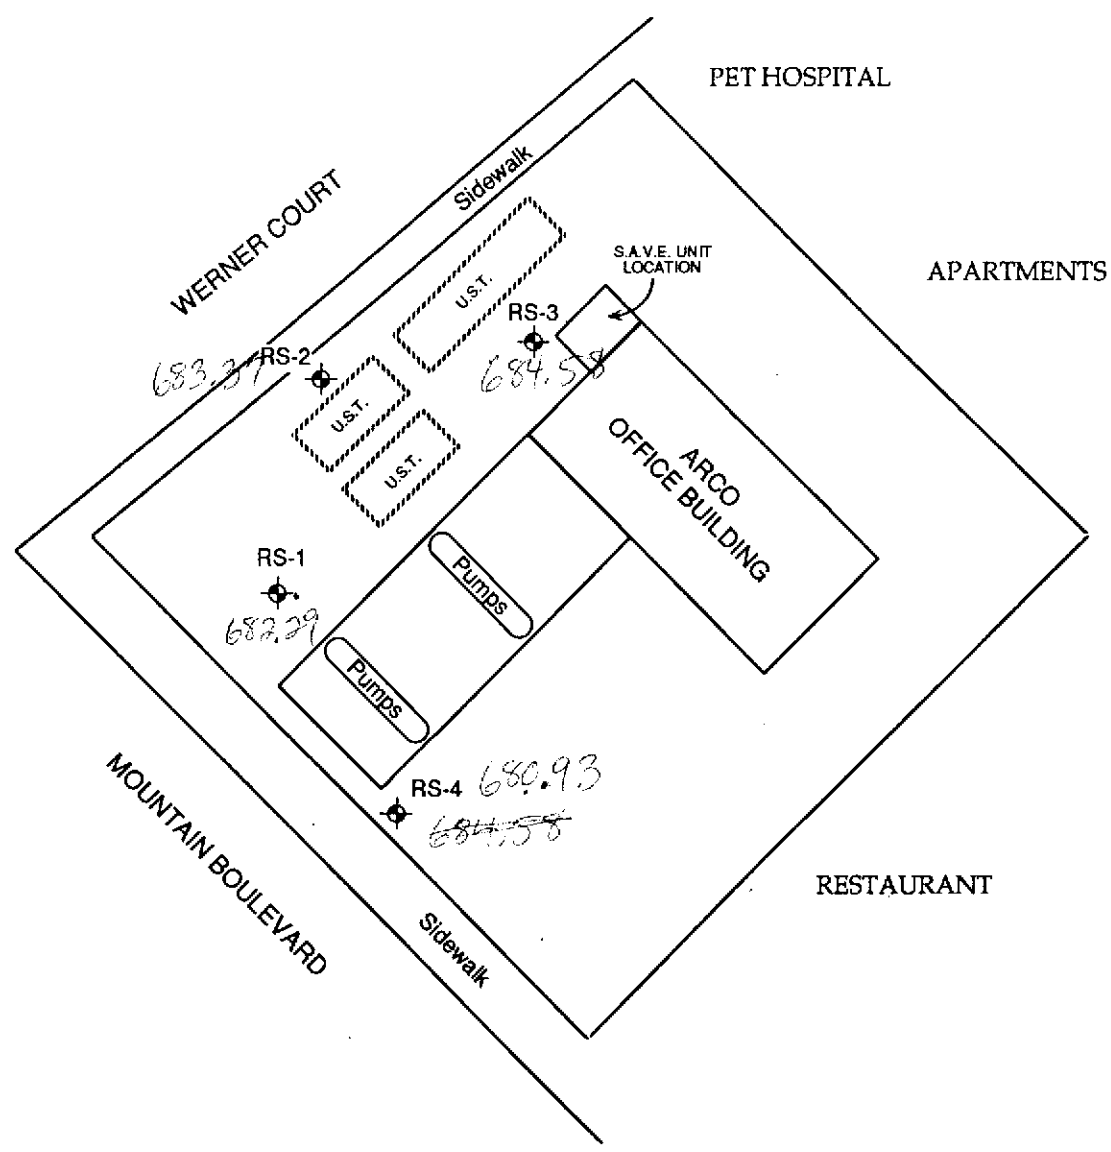 PET HOSPITAL
Sidewalk
WERNER COURT
S.A.V.E. UNIT
LOCATION
APARTMENTS
U.S.T.
RS-3
684.58
RS-2
683.37
U.S.T.
U.S.T.
ARCO
OFFICE BUILDING
RS-1
682.29
Pumps
Pumps
RS-4 680.93
684.58
MOUNTAIN BOULEVARD
RESTAURANT
Sidewalk